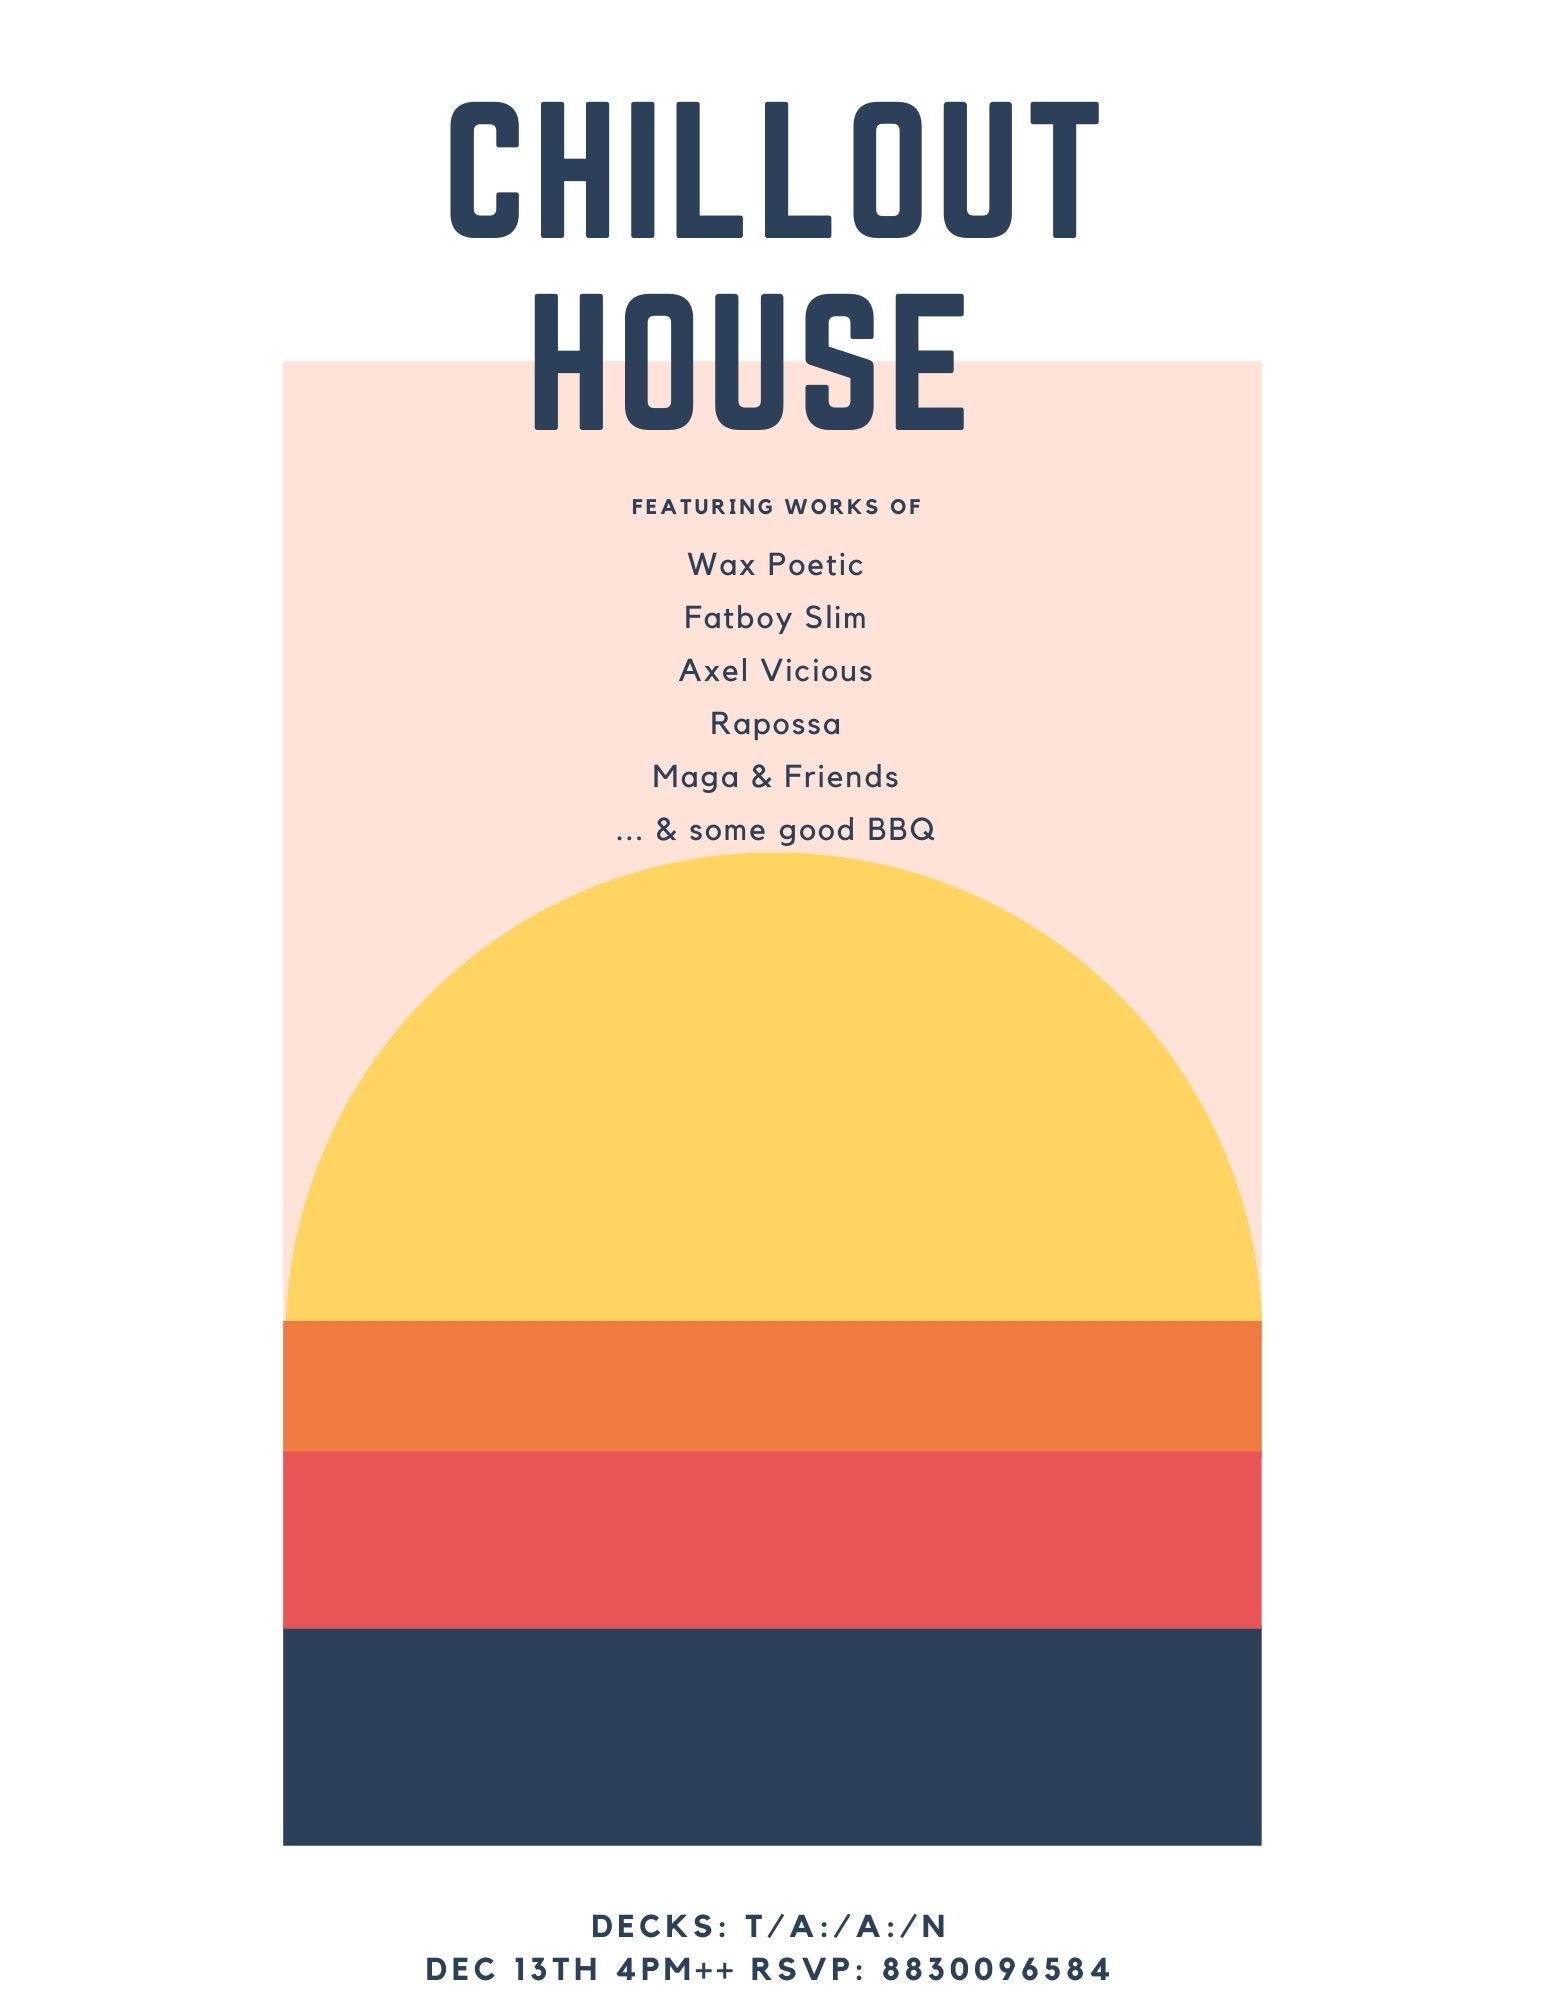 CHILLOUT
HOUSE
FEATURING WORKS OF
Wax Poetic
Fatboy Slim
Axel Vicious
Rapossa
Maga & Friends
... & some good BBQ
DECKS: T/A:/A:/N
DEC 13TH 4PM++ RSVP: 8830096584